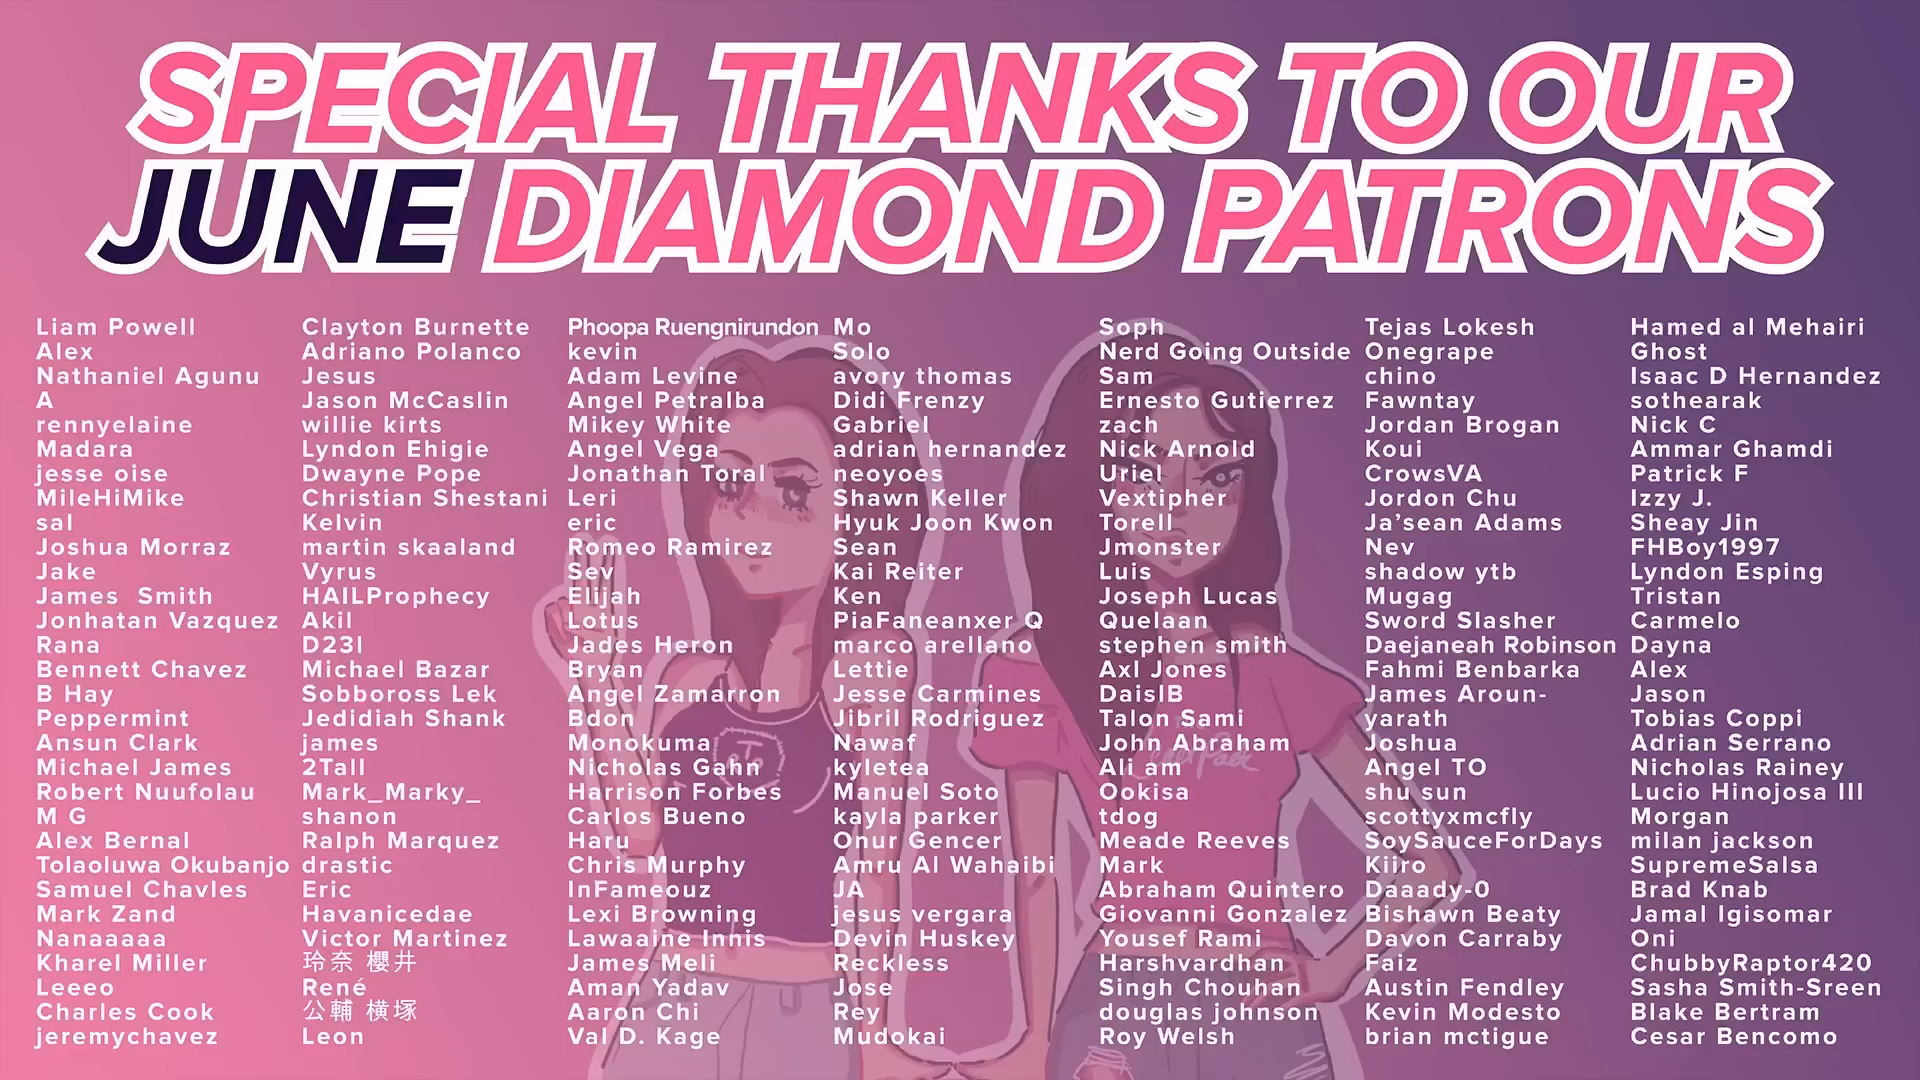 SPECIAL THANKS TO OUR
JUNE DIAMOND PATRONS
Liam Powell
Alex
Nathaniel Agunu
A
rennyelaine
Madara
jesse oise
MileHiMike
sal
Joshua Morraz
Jake
James  Smith
Jonhatan Vazquez
Rana
Bennett Chavez
B Hay
Peppermint
Ansun Clark
Michael James
Robert Nuufolau
M G
Alex Bernal
Tolaoluwa Okubanjo
Samuel Chavles
Mark Zand
Nanaaaaa
Kharel Miller
Leeeo
Charles Cook
jeremychavez
Clayton Burnette
Adriano Polanco
Jesus
Jason McCaslin
willie kirts
Lyndon Ehigie
Dwayne Pope
Christian Shestani
Kelvin
martin skaaland
Vyrus
HAILProphecy
Akil
D23I
Michael Bazar
Sobboross Lek
Jedidiah Shank
james
2Tall
Mark_Marky_
shanon
Ralph Marquez
drastic
Eric
Havanicedae
Victor Martinez
玲奈 櫻井
René
公輔 横塚
Leon
Phoopa Ruengnirundon
kevin
Adam Levine
Angel Petralba
Mikey White
Angel Vega
Jonathan Toral
Leri
eric
Romeo Ramirez
Sev
Elijah
Lotus
Jades Heron
Bryan
Angel Zamarron
Bdon
Monokuma
Nicholas Gahn
Harrison Forbes
Carlos Bueno
Haru
Chris Murphy
InFameouz
Lexi Browning
Lawaaine Innis
James Meli
Aman Yadav
Aaron Chi
Val D. Kage
Mo
Solo
avory thomas
Didi Frenzy
Gabriel
adrian hernandez
neoyoes
Shawn Keller
Hyuk Joon Kwon
Sean
Kai Reiter
Ken
PiaFaneanxer Q
marco arellano
Lettie
Jesse Carmines
Jibril Rodriguez
Nawaf
kyletea
Manuel Soto
kayla parker
Onur Gencer
Amru Al Wahaibi
JA
jesus vergara
Devin Huskey
Reckless
Jose
Rey
Mudokai
Soph
Nerd Going Outside
Sam
Ernesto Gutierrez
zach
Nick Arnold
Uriel
Vextipher
Torell
Jmonster
Luis
Joseph Lucas
Quelaan
stephen smith
Axl Jones
DaisIB
Talon Sami
John Abraham
Ali am
Ookisa
tdog
Meade Reeves
Mark
Abraham Quintero
Giovanni Gonzalez
Yousef Rami
Harshvardhan
Singh Chouhan
douglas johnson
Roy Welsh
Tejas Lokesh
Onegrape
chino
Fawntay
Jordan Brogan
Koui
CrowsVA
Jordon Chu
Ja’sean Adams
Nev
shadow ytb
Mugag
Sword Slasher
Daejaneah Robinson
Fahmi Benbarka
James Aroun-
yarath
Joshua
Angel TO
shu sun
scottyxmcfly
SoySauceForDays
Kiiro
Daaady-0
Bishawn Beaty
Davon Carraby
Faiz
Austin Fendley
Kevin Modesto
brian mctigue
Hamed al Mehairi
Ghost
Isaac D Hernandez
sothearak
Nick C
Ammar Ghamdi
Patrick F
Izzy J.
Sheay Jin
FHBoy1997
Lyndon Esping
Tristan
Carmelo
Dayna
Alex
Jason
Tobias Coppi
Adrian Serrano
Nicholas Rainey
Lucio Hinojosa III
Morgan
milan jackson
SupremeSalsa
Brad Knab
Jamal Igisomar
Oni
ChubbyRaptor420
Sasha Smith-Sreen
Blake Bertram
Cesar Bencomo